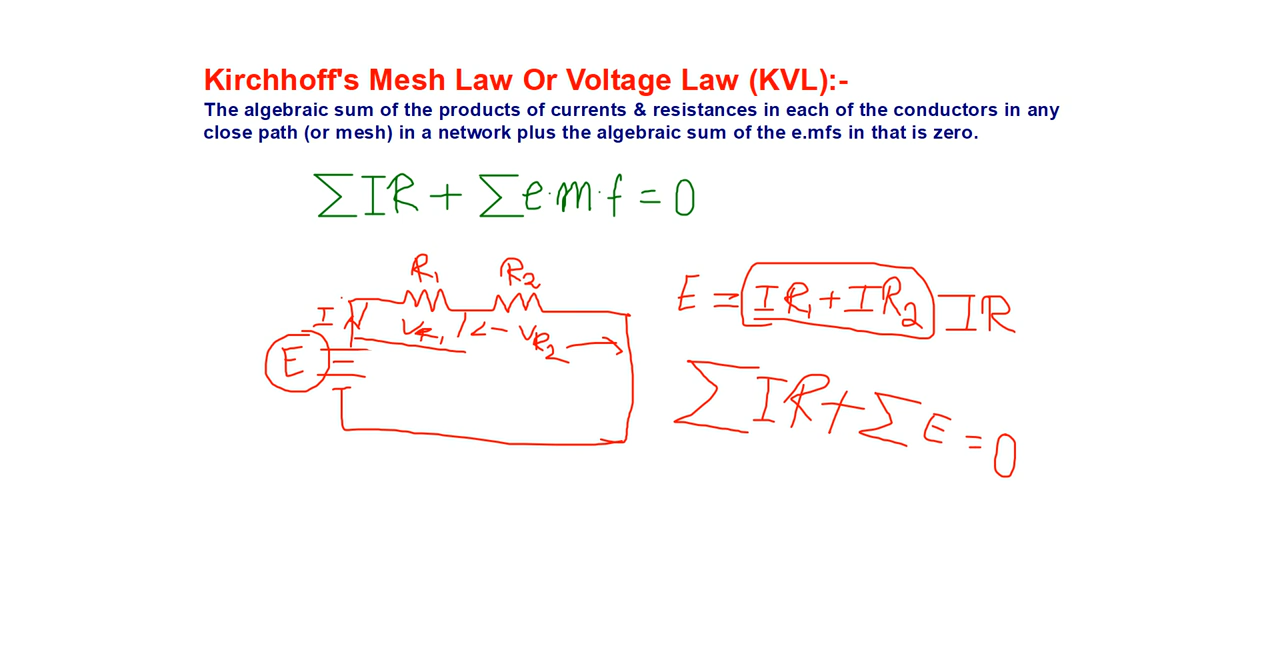 Kirchhoff's Mesh Law Or Voltage Law (KVL):-
The algebraic sum of the products of currents & resistances in each of the conductors in any
close path (or mesh) in a network plus the algebraic sum of the e.mfs in that is zero.
∑IR + ∑e.m.f = 0
R₁ R₂
I
V_R₁ /<- V_R₂ →
E
E = IR₁ + IR₂ IR
∑IR + ∑E = 0